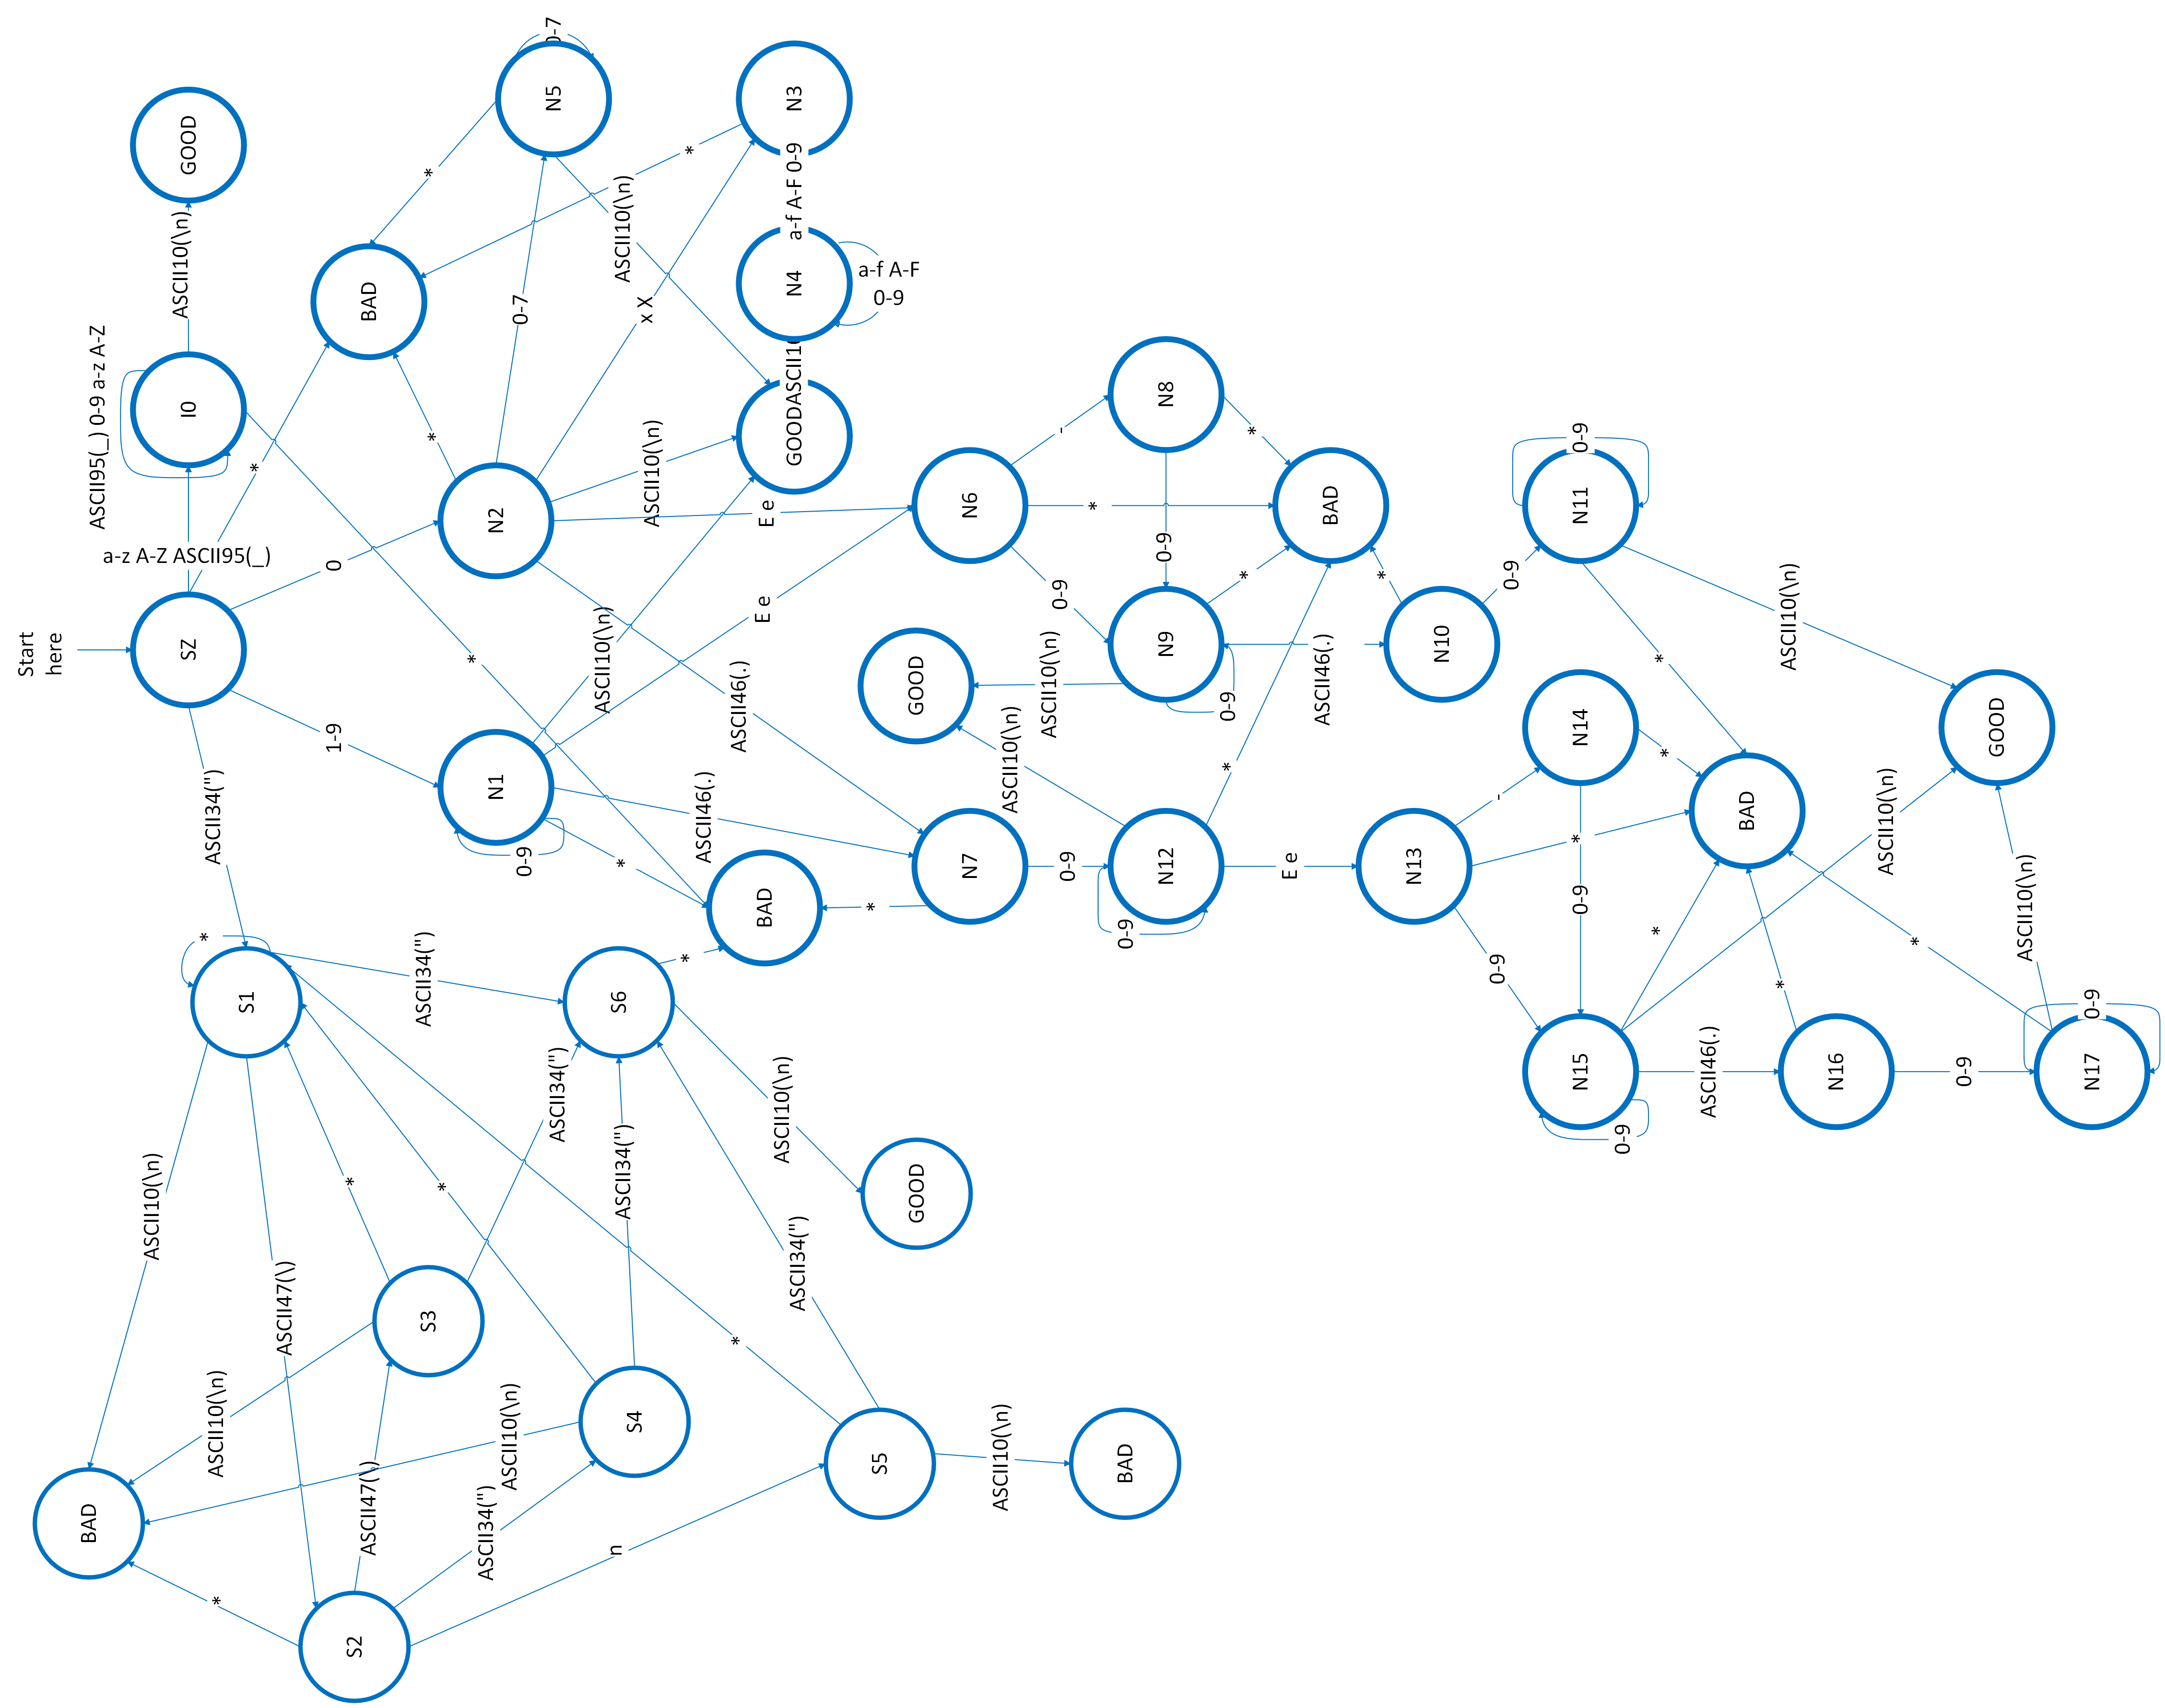 Start
here
SZ
a-z A-Z ASCII95(_)
I0
ASCII95(_) 0-9 a-z A-Z
ASCII10(\n)
GOOD
*
BAD
0
1-9
ASCII34(")
*
N2
*
0-7
x X
ASCII10(\n)
E e
ASCII46(.)
N5
0-7
*
ASCII10(\n)
N3
*
a-f A-F 0-9
N4
a-f A-F
0-9
GOODASCII10
N1
0-9
ASCII10(\n)
E e
ASCII46(.)
*
BAD
N6
-
*
0-9
N8
*
0-9
BAD
N9
*
0-9
ASCII10(\n)
ASCII46(.)
GOOD
N10
*
0-9
N11
0-9
*
ASCII10(\n)
N7
*
0-9
N12
0-9
ASCII10(\n)
*
E e
N13
-
*
0-9
N14
*
0-9
BAD
GOOD
N15
0-9
*
ASCII10(\n)
ASCII46(.)
N16
*
0-9
N17
0-9
*
ASCII10(\n)
S1
*
ASCII34(")
ASCII10(\n)
ASCII47(\)
S6
*
ASCII10(\n)
GOOD
S3
*
ASCII34(")
ASCII10(\n)
S4
*
ASCII34(")
ASCII10(\n)
S5
*
ASCII34(")
ASCII10(\n)
BAD
S2
*
ASCII47(\)
ASCII34(")
n
BAD